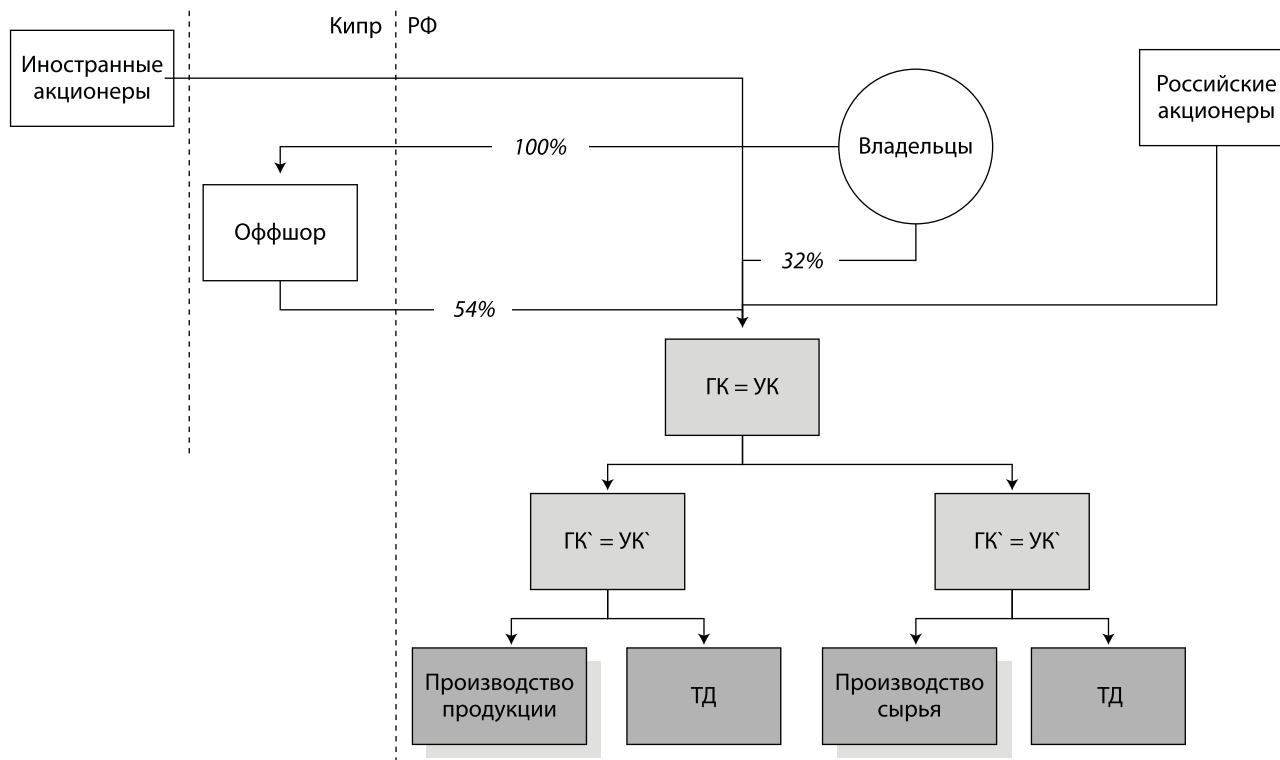 Кипр
РФ
Иностранные
акционеры
Российские
акционеры
100%
Владельцы
Оффшор
32%
54%
ГК = УК
ГК` = УК`
ГК` = УК`
Производство
продукции
ТД
Производство
сырья
ТД